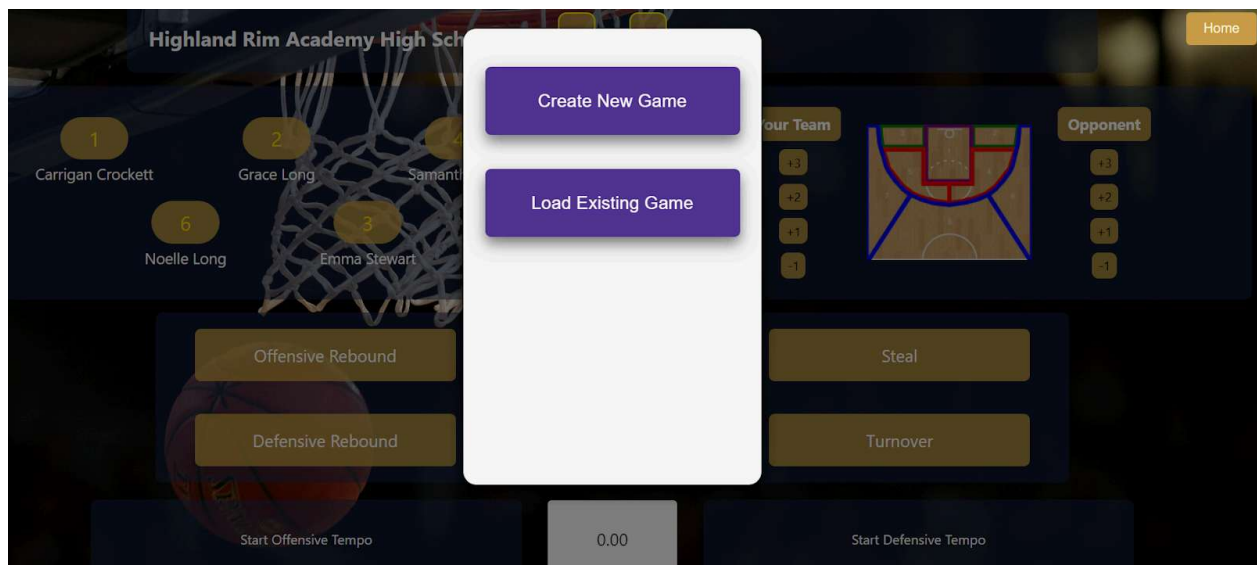 Home
Highland Rim Academy High Sch
Create New Game
Load Existing Game
1
Carrigan Crockett
2
Grace Long
4
Samanth
6
Noelle Long
3
Emma Stewart
Your Team
+3
+2
+1
-1
Opponent
+3
+2
+1
-1
Offensive Rebound
Steal
Defensive Rebound
Turnover
Start Offensive Tempo
0.00
Start Defensive Tempo